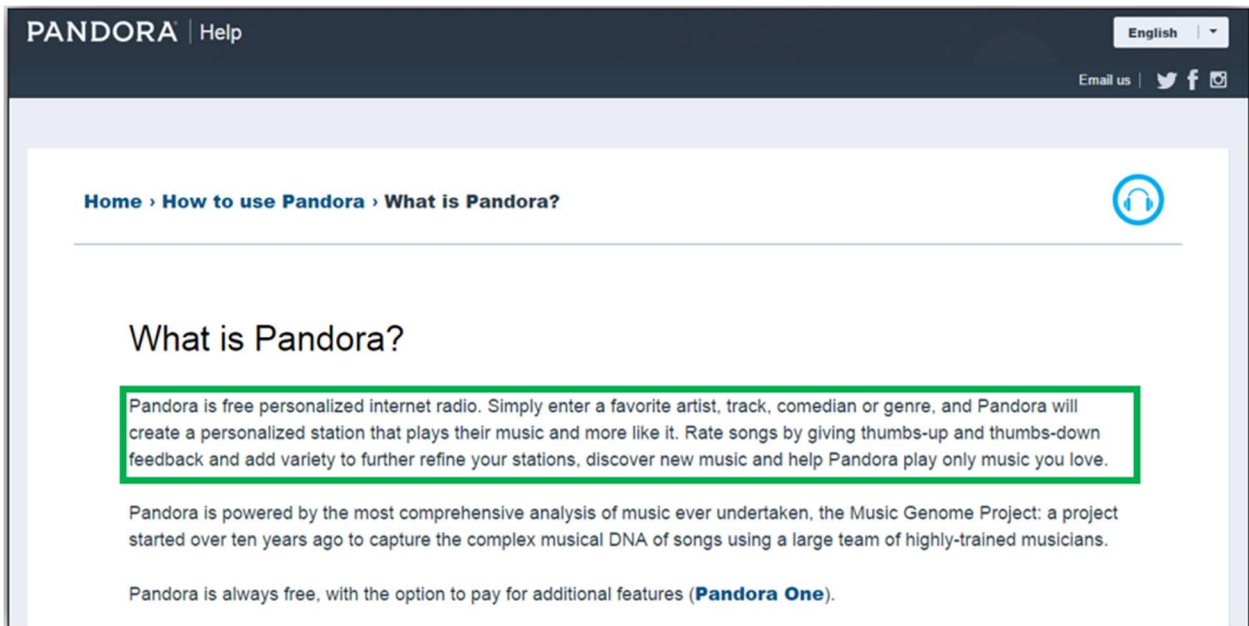 PANDORA | Help
English
Email us |
Home › How to use Pandora › What is Pandora?
What is Pandora?
Pandora is free personalized internet radio. Simply enter a favorite artist, track, comedian or genre, and Pandora will
create a personalized station that plays their music and more like it. Rate songs by giving thumbs-up and thumbs-down
feedback and add variety to further refine your stations, discover new music and help Pandora play only music you love.
Pandora is powered by the most comprehensive analysis of music ever undertaken, the Music Genome Project: a project
started over ten years ago to capture the complex musical DNA of songs using a large team of highly-trained musicians.
Pandora is always free, with the option to pay for additional features (Pandora One).